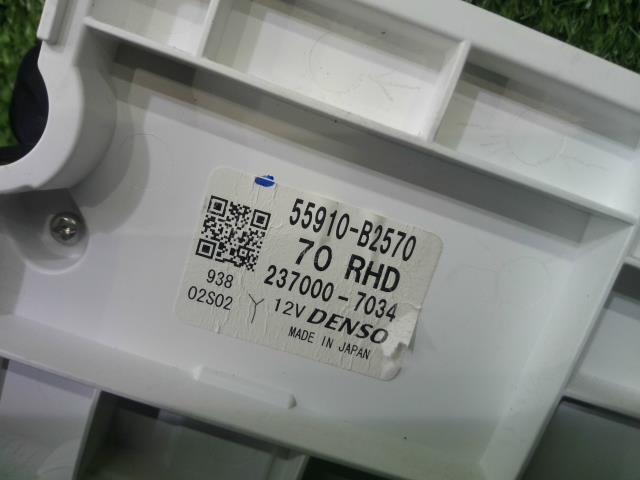 55910-B2570
70 RHD
237000-7034
938
02S02 Y 12V DENSO
MADE IN JAPAN